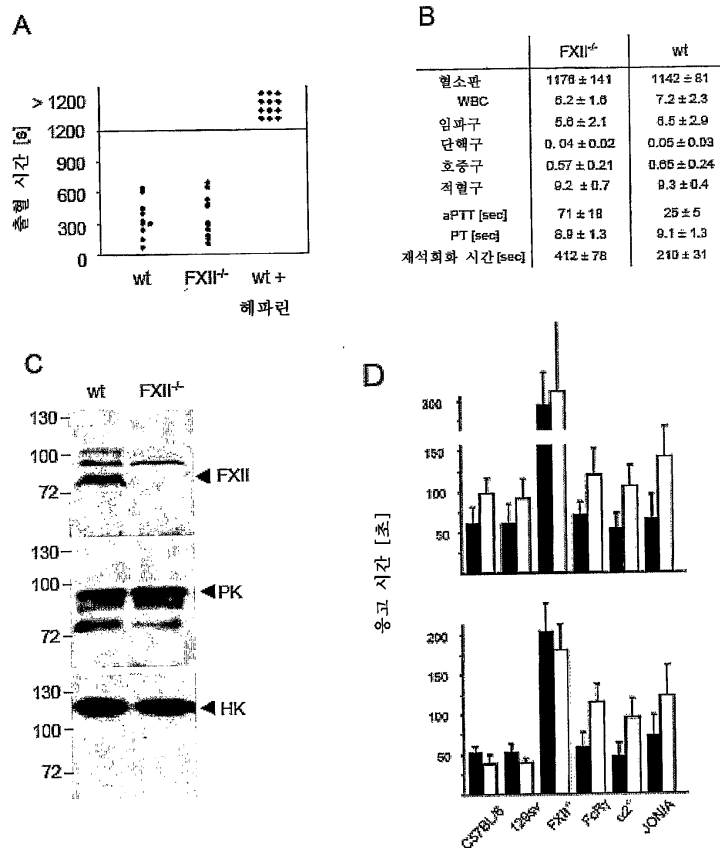 A
출혈 시간 [s]
> 1200
1200
900
600
300
0
wt FXII-/- wt +
헤파린
B
FXII-/- wt
혈소판 1176 ± 141 1142 ± 81
WBC 6.2 ± 1.6 7.2 ± 2.3
임파구 5.6 ± 2.1 6.5 ± 2.9
단핵구 0.04 ± 0.02 0.05 ± 0.03
호중구 0.57 ± 0.21 0.65 ± 0.24
적혈구 9.2 ± 0.7 9.3 ± 0.4
aPTT [sec] 71 ± 18 25 ± 5
PT [sec] 8.9 ± 1.3 9.1 ± 1.3
재석회화 시간 [sec] 412 ± 78 210 ± 31
C
wt FXII-/-
130
100
72
FXII
130
100
72
PK
130
100
72
HK
D
응고 시간 [초]
300
150
100
50
200
150
100
50
C57BL/6
129sv
FXII-/-
FcRγ
α2-/-
JON/A